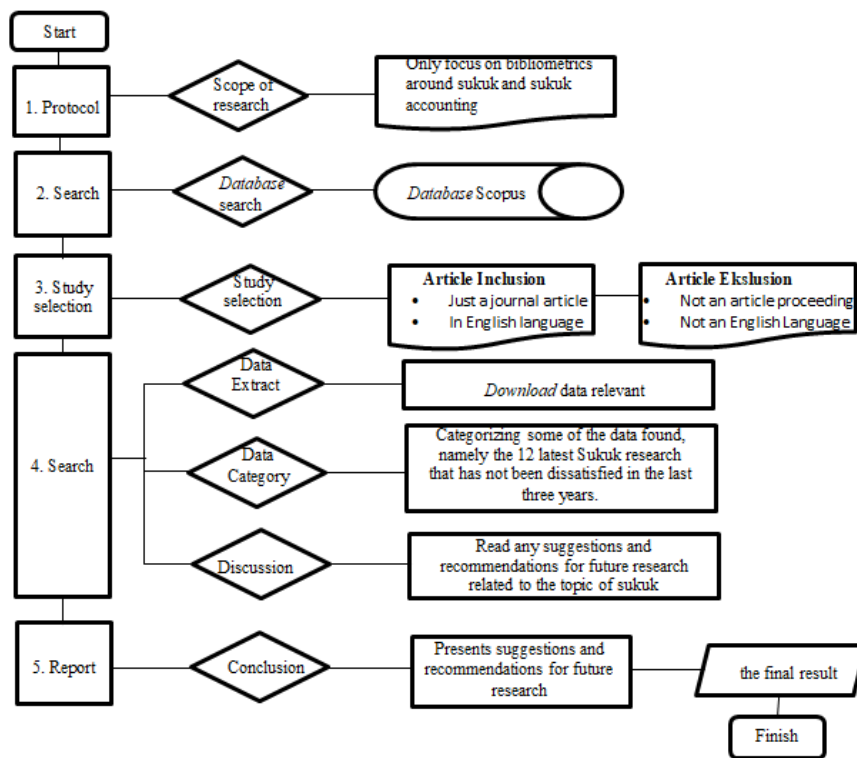 Start
1. Protocol
Scope of
research
Only focus on bibliometrics
around sukuk and sukuk
accounting
2. Search
Database
search
Database Scopus
3. Study
selection
Study
selection
Article Inclusion
• Just a journal article
• In English language
Article Ekslusion
• Not an article proceeding
• Not an English Language
4. Search
Data
Extract
Download data relevant
Data
Category
Categorizing some of the data found,
namely the 12 latest Sukuk research
that has not been dissatisfied in the last
three years.
Discussion
Read any suggestions and
recommendations for future research
related to the topic of sukuk
5. Report
Conclusion
Presents suggestions and
recommendations for future
research
the final result
Finish